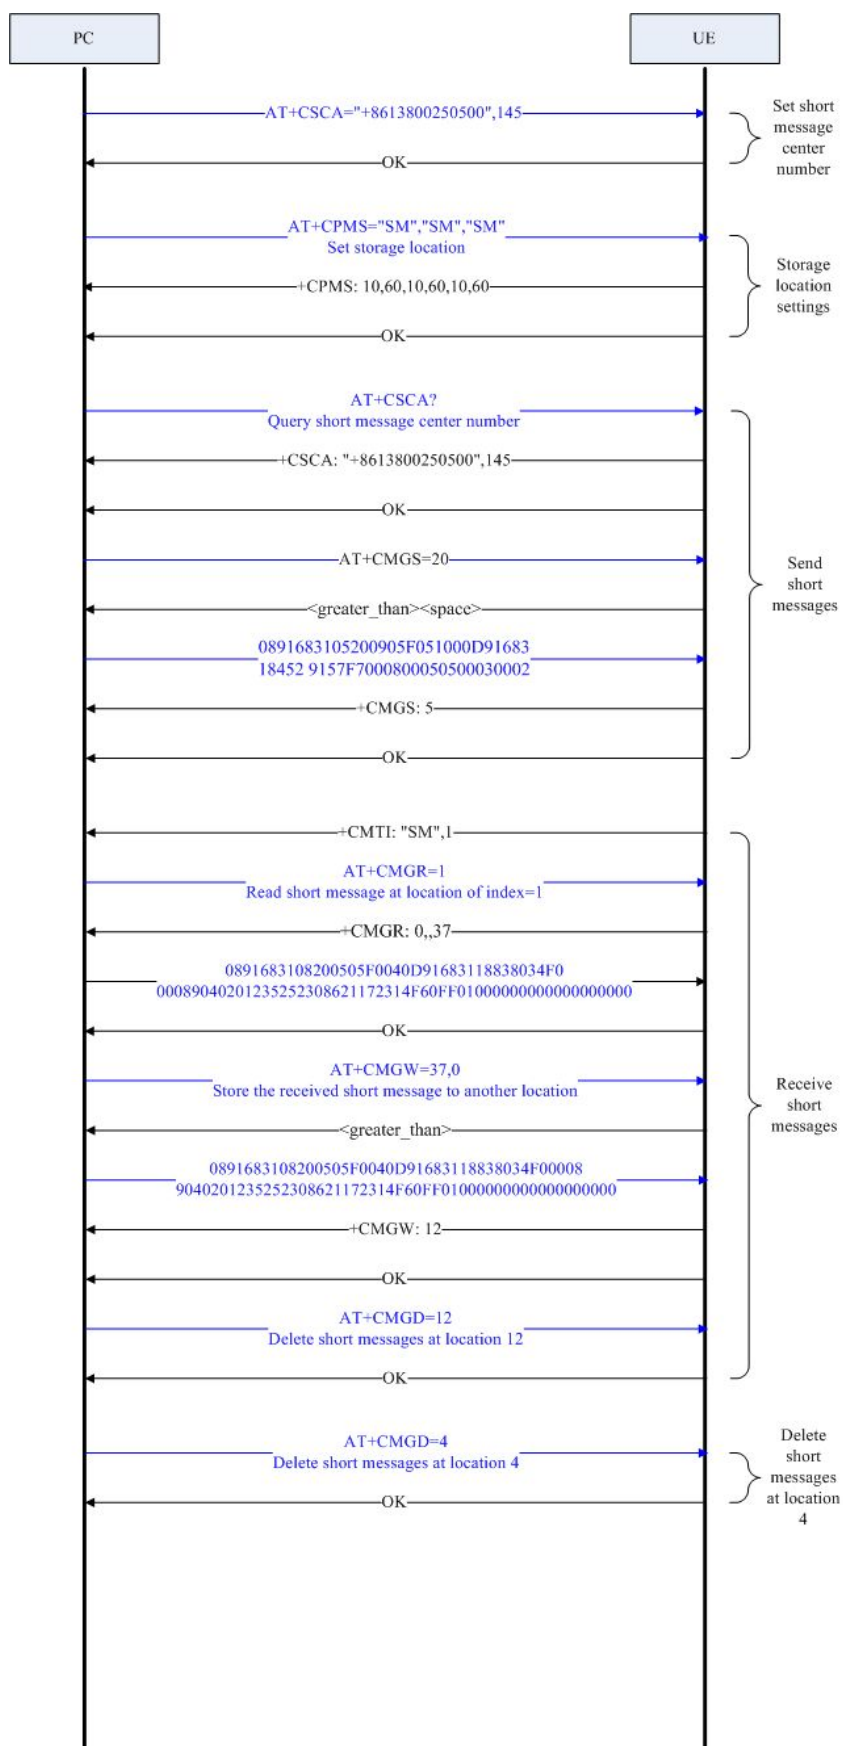 PC
UE
AT+CSCA="+8613800250500",145
OK
Set short
message
center
number
AT+CPMS="SM","SM","SM"
Set storage location
+CPMS: 10,60,10,60,10,60
OK
Storage
location
settings
AT+CSCA?
Query short message center number
+CSCA: "+8613800250500",145
OK
AT+CMGS=20
<greater_than><space>
0891683105200905F051000D91683
18452 9157F7000800050500030002
+CMGS: 5
OK
Send
short
messages
+CMTI: "SM",1
AT+CMGR=1
Read short message at location of index=1
+CMGR: 0,,37
0891683108200505F0040D91683118838034F0
00089040201235252308621172314F60FF01000000000000000000
OK
AT+CMGW=37,0
Store the received short message to another location
<greater_than>
0891683108200505F0040D91683118838034F00008
9040201235252308621172314F60FF01000000000000000000
+CMGW: 12
OK
AT+CMGD=12
Delete short messages at location 12
OK
Receive
short
messages
AT+CMGD=4
Delete short messages at location 4
OK
Delete
short
messages
at location
4